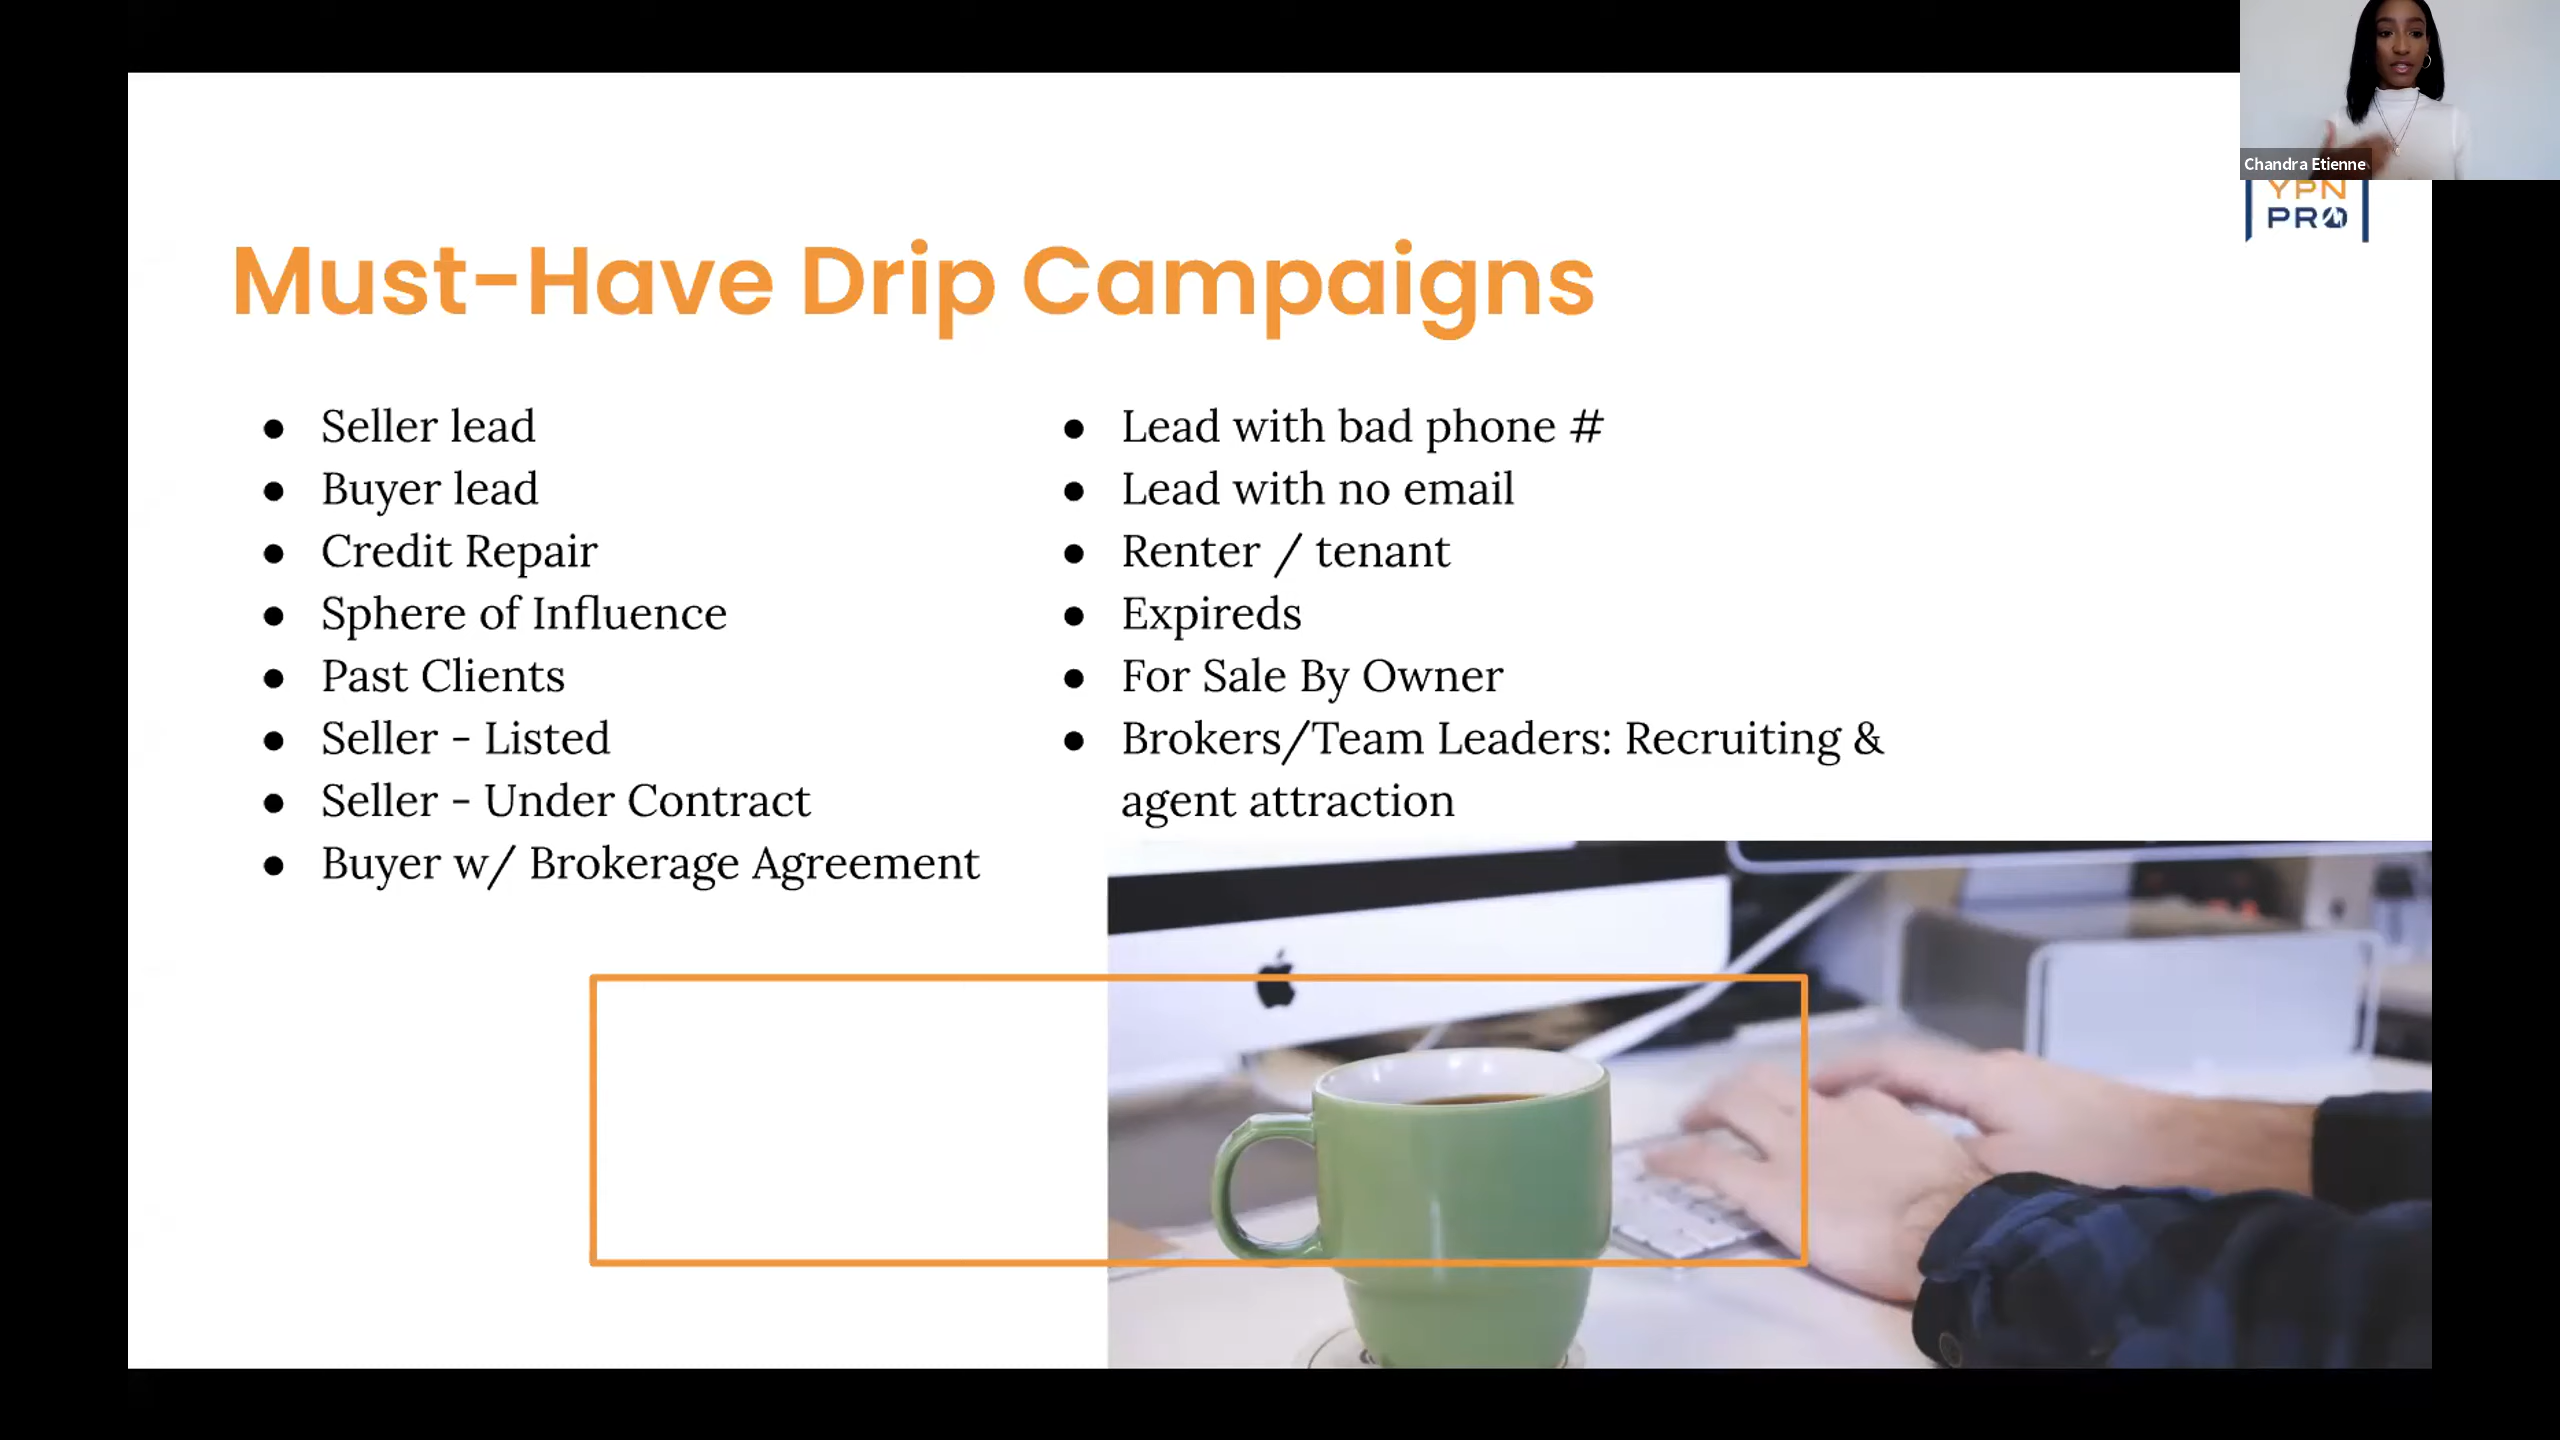 Chandra Etienne
YPN
PRO
Must-Have Drip Campaigns
● Seller lead
● Buyer lead
● Credit Repair
● Sphere of Influence
● Past Clients
● Seller - Listed
● Seller - Under Contract
● Buyer w/ Brokerage Agreement
● Lead with bad phone #
● Lead with no email
● Renter / tenant
● Expireds
● For Sale By Owner
● Brokers/Team Leaders: Recruiting &
agent attraction